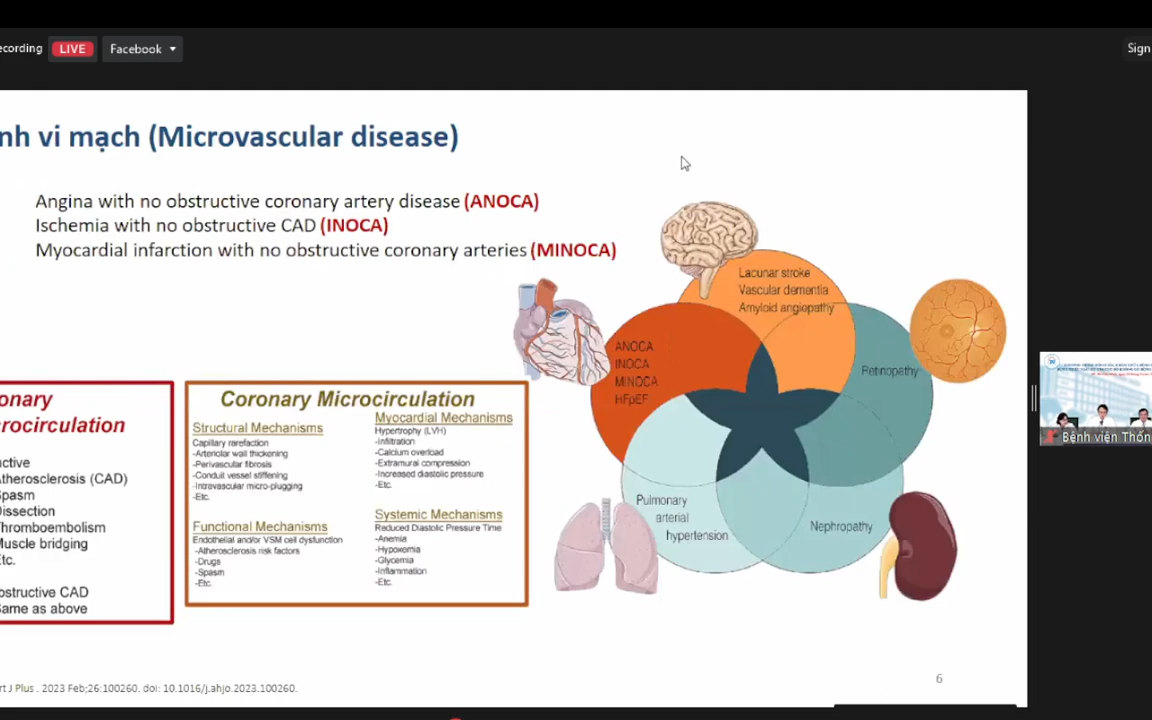 ecording
LIVE
Facebook
Sign
nh vi mạch (Microvascular disease)
Angina with no obstructive coronary artery disease (ANOCA)
Ischemia with no obstructive CAD (INOCA)
Myocardial infarction with no obstructive coronary arteries (MINOCA)
onary
rocirculation
ctive
therosclerosis (CAD)
pasm
issection
hromboembolism
uscle bridging
tc.
bstructive CAD
ame as above
Coronary Microcirculation
Structural Mechanisms
Capillary rarefaction
-Arteriolar wall thickening
-Perivascular fibrosis
-Conduit vessel stiffening
-Intravascular micro-plugging
-Etc.
Functional Mechanisms
Endothelial and/or VSM cell dysfunction
-Atherosclerosis risk factors
-Drugs
-Spasm
-Etc.
Myocardial Mechanisms
Hypertrophy (LVH)
-Infiltration
-Calcium overload
-Extramural compression
-Increased diastolic pressure
-Etc.
Systemic Mechanisms
Reduced Diastolic Pressure Time
-Anemia
-Hypoxemia
-Glycemia
-Inflammation
-Etc.
Lacunar stroke
Vascular dementia
Amyloid angiopathy
ANOCA
INOCA
MINOCA
HFpEF
Retinopathy
Pulmonary
arterial
hypertension
Nephropathy
Bệnh viện Thốn
rt J Plus . 2023 Feb;26:100260. doi: 10.1016/j.ahjo.2023.100260.
6